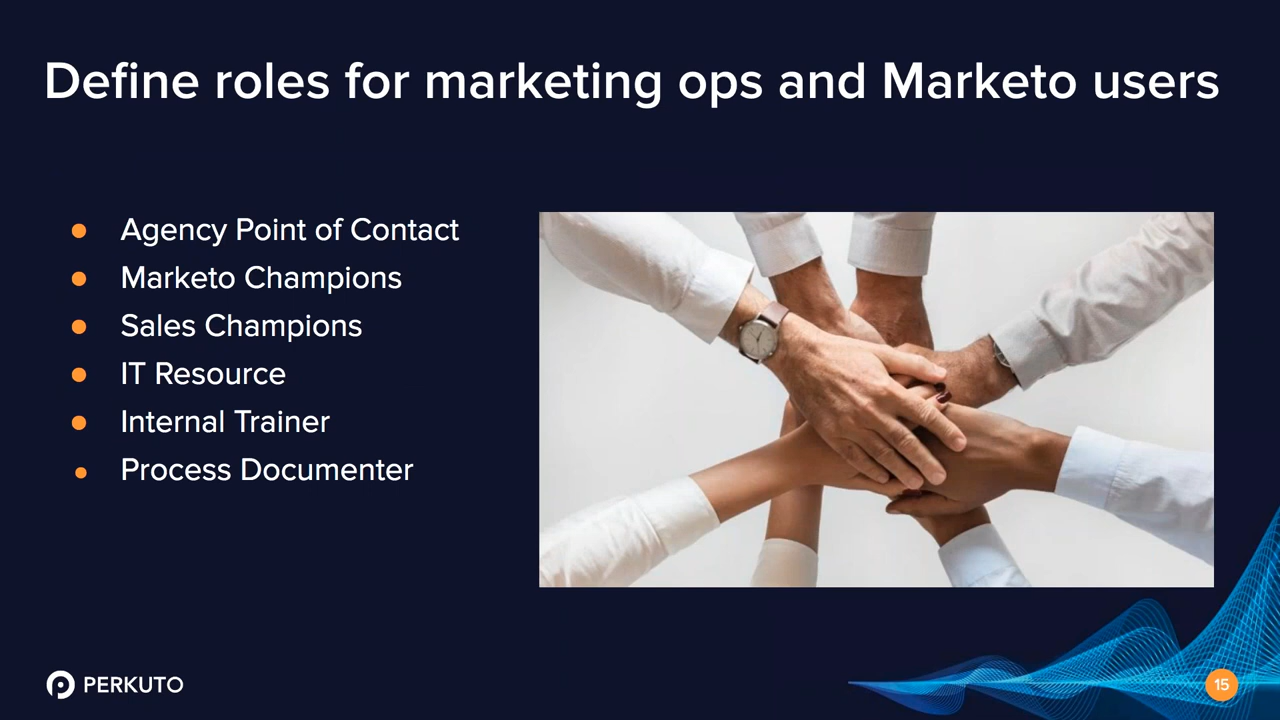 Define roles for marketing ops and Marketo users
Agency Point of Contact
Marketo Champions
Sales Champions
IT Resource
Internal Trainer
Process Documenter
PERKUTO
15